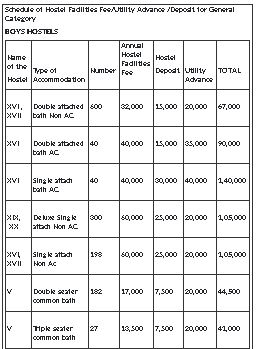 Schedule of Hostel Facilities Fee/Utility Advance /Deposit for General
Category
BOYS HOSTELS
Name of the Hostel | Type of Accommodation | Number | Annual Hostel Facilities Fee | Hostel Deposit | Utility Advance | TOTAL
XVI, XVII | Double attached bath Non AC | 600 | 32,000 | 15,000 | 20,000 | 67,000
XVI | Double attached bath AC | 40 | 40,000 | 15,000 | 35,000 | 90,000
XVI | Single attach bath AC | 40 | 40,000 | 30,000 | 40,000 | 1,40,000
XIX, XX | Deluxe Single attach Non AC | 300 | 60,000 | 25,000 | 20,000 | 1,05,000
XVI, XVII | Single attach Non Ac | 198 | 60,000 | 25,000 | 20,000 | 1,05,000
V | Double seater common bath | 182 | 17,000 | 7,500 | 20,000 | 44,500
V | Triple seater common bath | 27 | 13,500 | 7,500 | 20,000 | 41,000